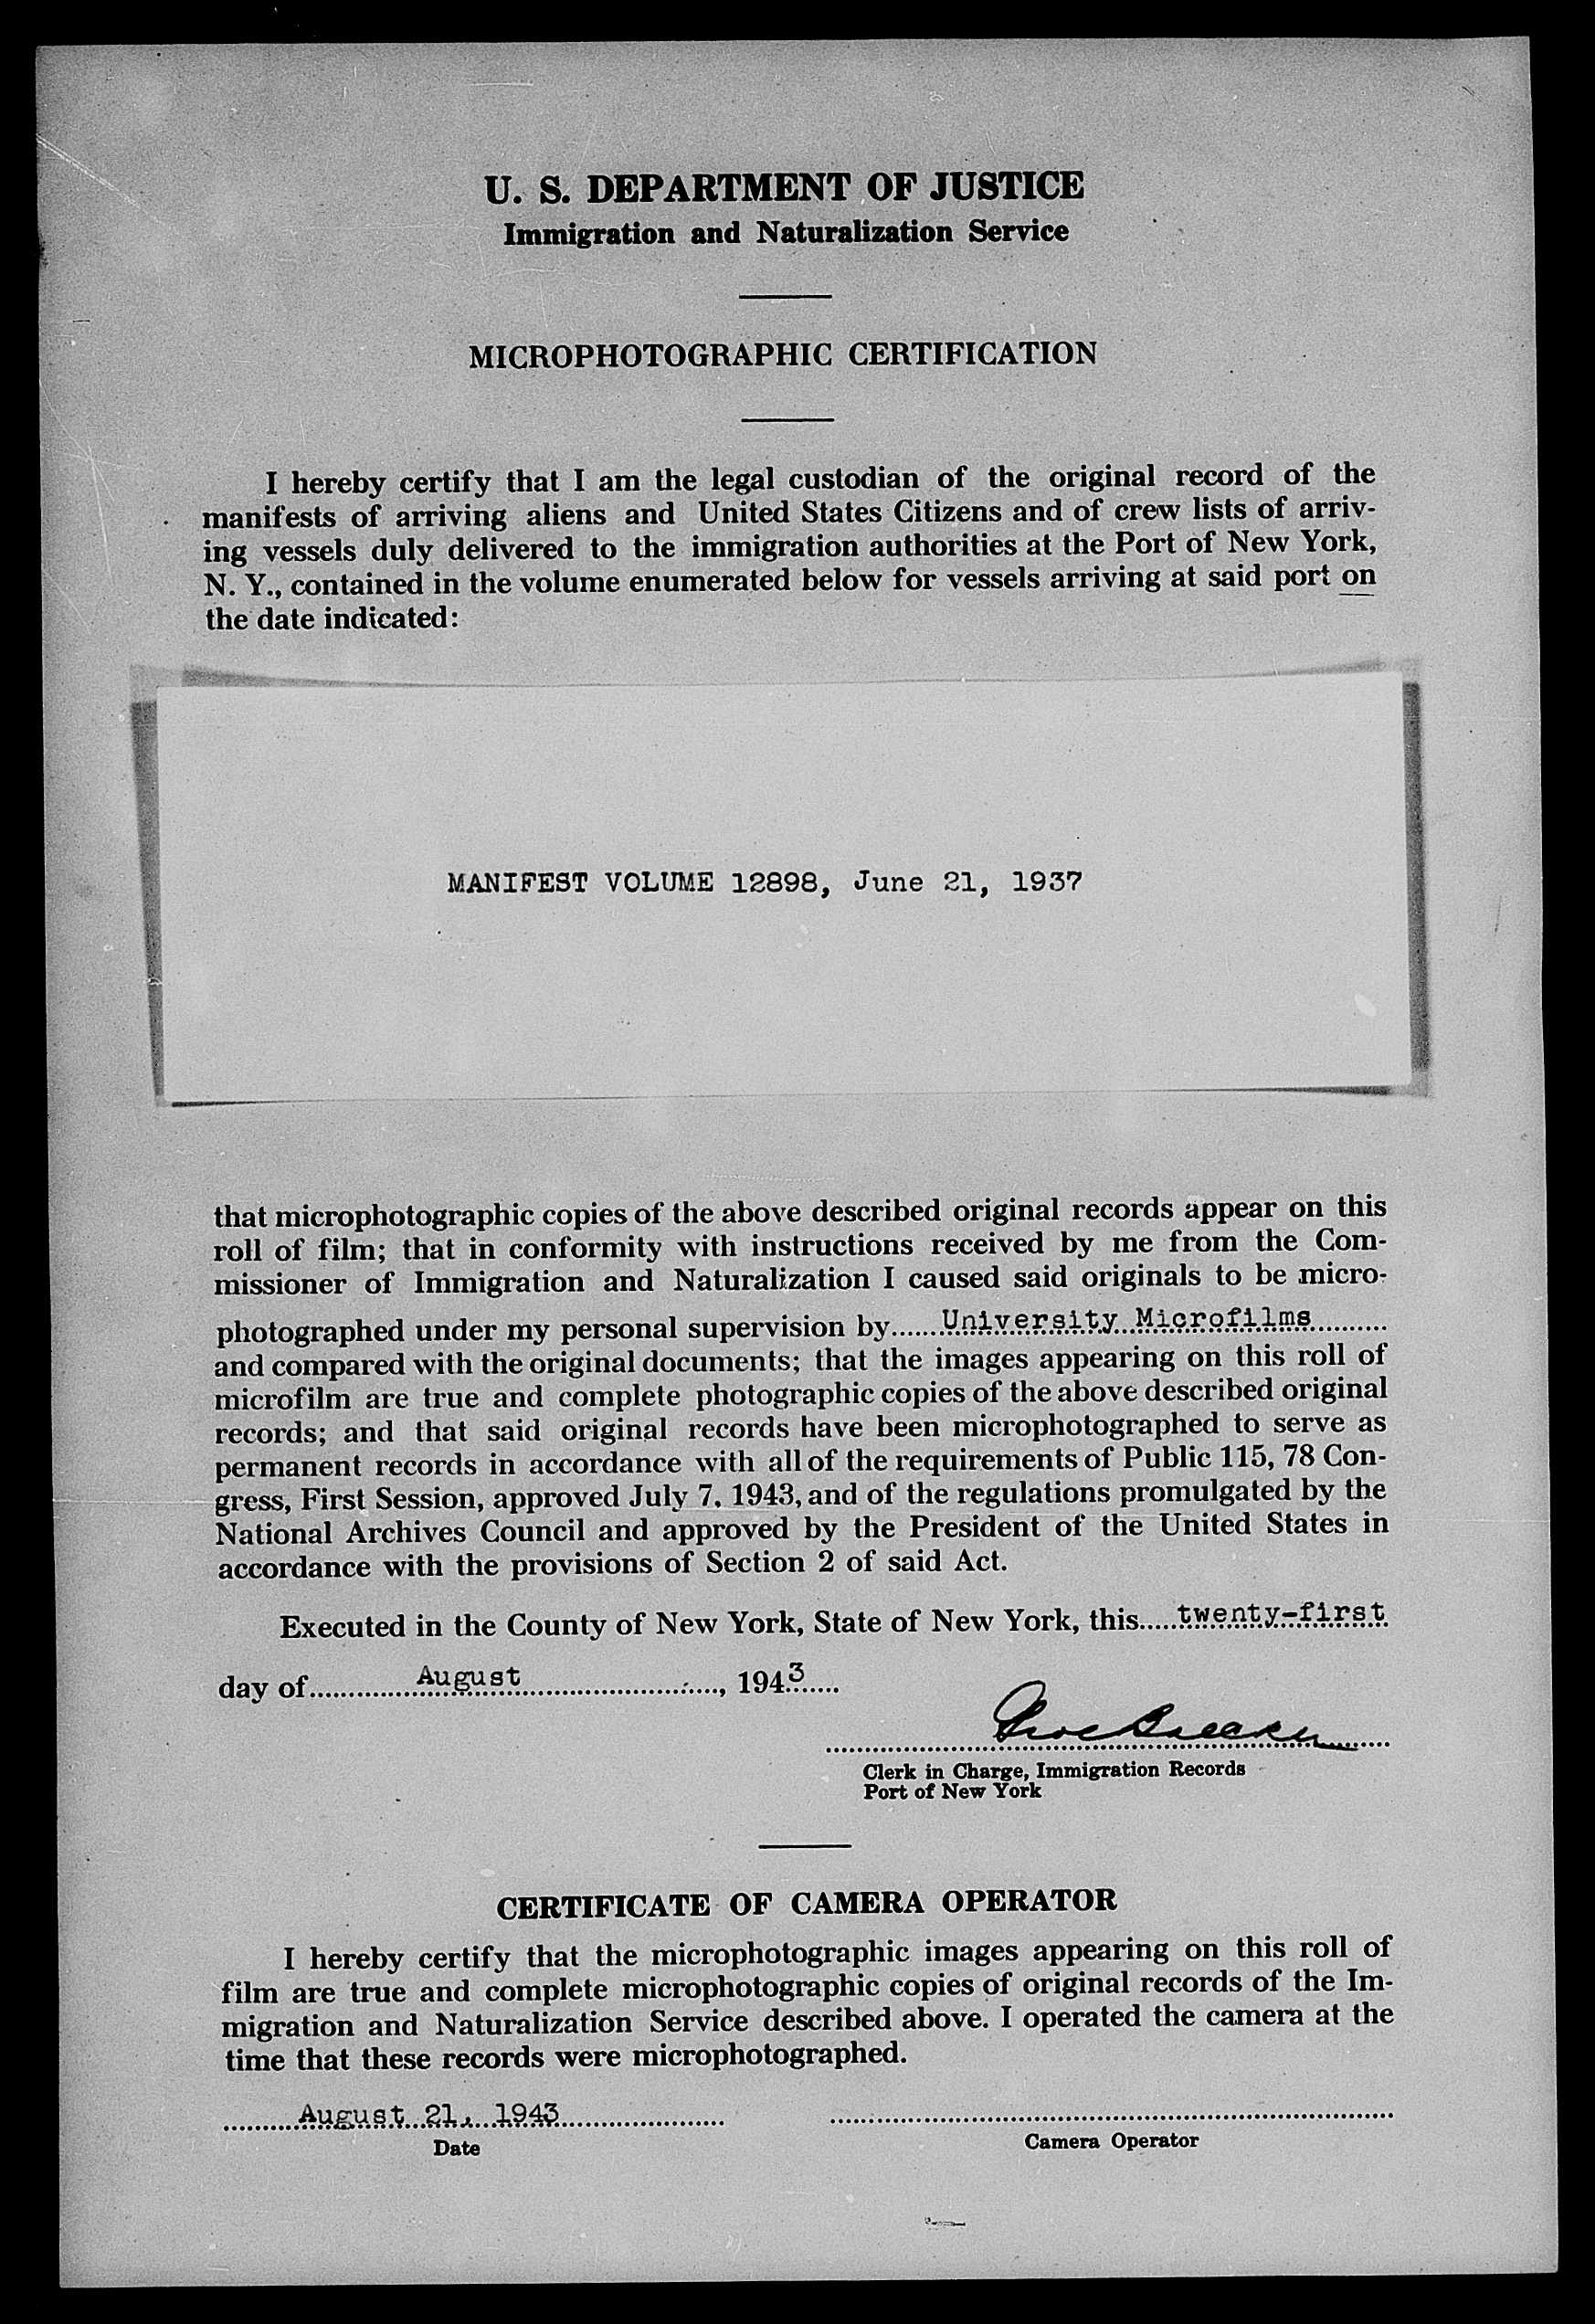 U. S. DEPARTMENT OF JUSTICE
Immigration and Naturalization Service
MICROPHOTOGRAPHIC CERTIFICATION
I hereby certify that I am the legal custodian of the original record of the
manifests of arriving aliens and United States Citizens and of crew lists of arriv-
ing vessels duly delivered to the immigration authorities at the Port of New York,
N. Y., contained in the volume enumerated below for vessels arriving at said port on
the date indicated:
MANIFEST VOLUME 12898, June 21, 1937
that microphotographic copies of the above described original records appear on this
roll of film; that in conformity with instructions received by me from the Com-
missioner of Immigration and Naturalization I caused said originals to be micro-
photographed under my personal supervision by......University Microfilms..........
and compared with the original documents; that the images appearing on this roll of
microfilm are true and complete photographic copies of the above described original
records; and that said original records have been microphotographed to serve as
permanent records in accordance with all of the requirements of Public 115, 78 Con-
gress, First Session, approved July 7, 1943, and of the regulations promulgated by the
National Archives Council and approved by the President of the United States in
accordance with the provisions of Section 2 of said Act.
Executed in the County of New York, State of New York, this.....twenty-first
day of..............August.........................., 1943......
Clerk in Charge, Immigration Records
Port of New York
CERTIFICATE OF CAMERA OPERATOR
I hereby certify that the microphotographic images appearing on this roll of
film are true and complete microphotographic copies of original records of the Im-
migration and Naturalization Service described above. I operated the camera at the
time that these records were microphotographed.
..........August 21, 1943......................
Date
Camera Operator